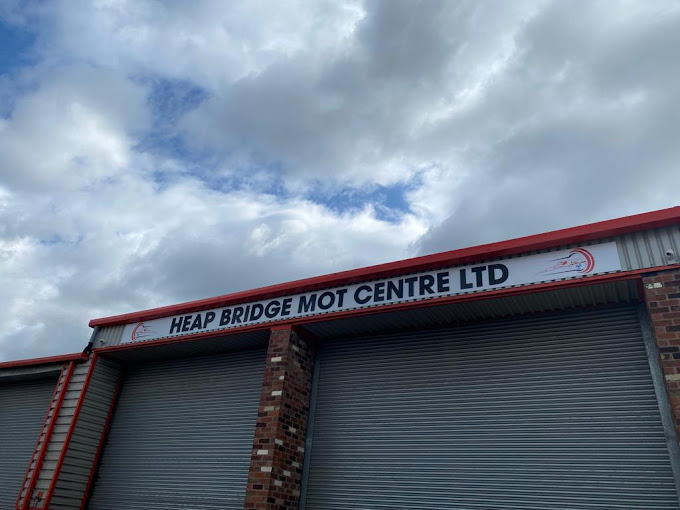 HEAP BRIDGE MOT CENTRE LTD